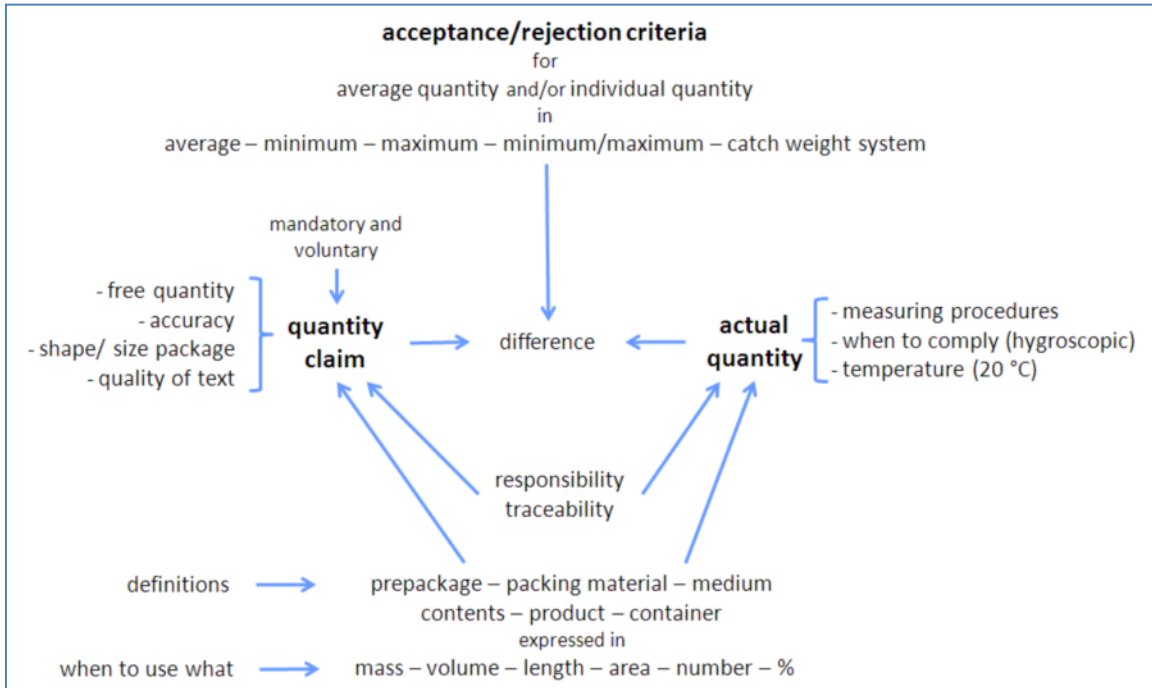 acceptance/rejection criteria
for
average quantity and/or individual quantity
in
average – minimum – maximum – minimum/maximum – catch weight system
mandatory and
voluntary
- free quantity
- accuracy
- shape/ size package
- quality of text
quantity
claim
difference
actual
quantity
- measuring procedures
- when to comply (hygroscopic)
- temperature (20 °C)
responsibility
traceability
definitions
prepackage – packing material – medium
contents – product – container
expressed in
when to use what
mass – volume – length – area – number – %